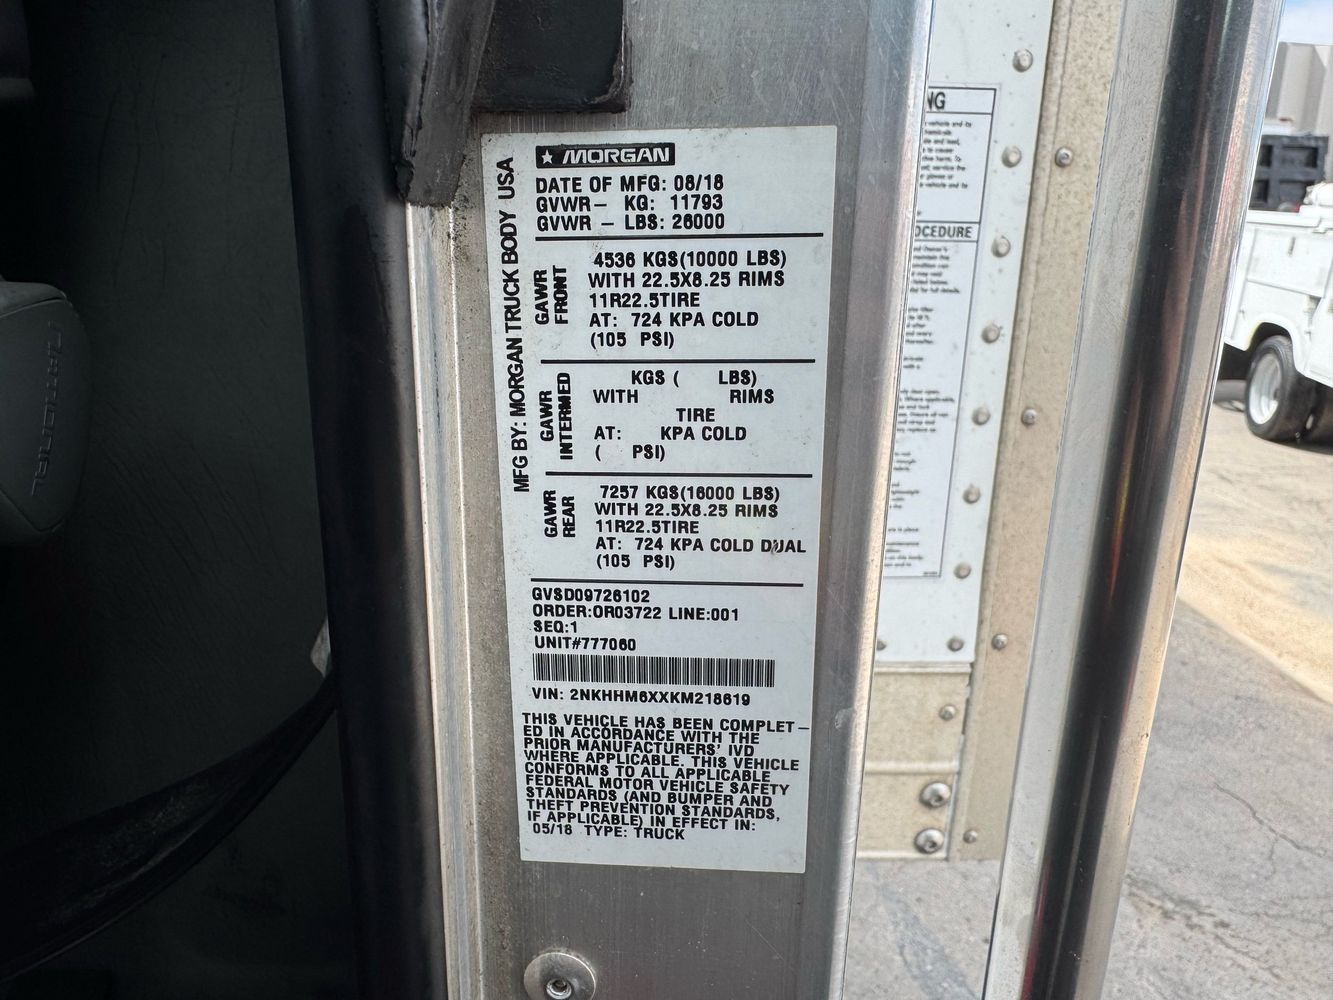 MORGAN
MFG BY: MORGAN TRUCK BODY USA
DATE OF MFG: 08/18
GVWR– KG: 11793
GVWR – LBS: 26000
GAWR FRONT
4536 KGS(10000 LBS)
WITH 22.5X8.25 RIMS
11R22.5TIRE
AT: 724 KPA COLD
(105 PSI)
GAWR INTERMED
KGS ( LBS)
WITH RIMS
TIRE
AT: KPA COLD
( PSI)
GAWR REAR
7257 KGS(16000 LBS)
WITH 22.5X8.25 RIMS
11R22.5TIRE
AT: 724 KPA COLD DUAL
(105 PSI)
GVSD09726102
ORDER:0R03722 LINE:001
SEQ:1
UNIT#777060
VIN: 2NKHHM6XXKM218619
THIS VEHICLE HAS BEEN COMPLET –
ED IN ACCORDANCE WITH THE
PRIOR MANUFACTURERS' IVD
WHERE APPLICABLE. THIS VEHICLE
CONFORMS TO ALL APPLICABLE
FEDERAL MOTOR VEHICLE SAFETY
STANDARDS (AND BUMPER AND
THEFT PREVENTION STANDARDS,
IF APPLICABLE) IN EFFECT IN:
05/18 TYPE: TRUCK
NATIONAL